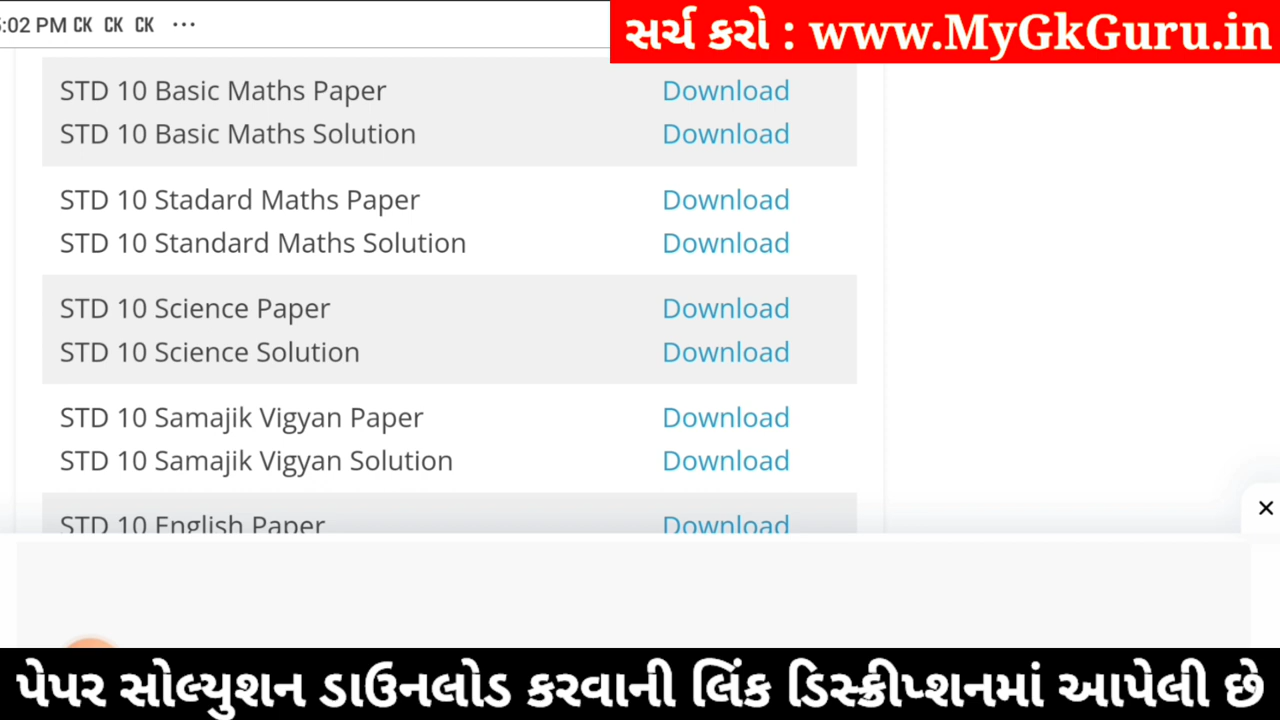 5:02 PM CK CK CK ...
સર્ચ કરો : www.MyGkGuru.in
STD 10 Basic Maths Paper Download
STD 10 Basic Maths Solution Download
STD 10 Stadard Maths Paper Download
STD 10 Standard Maths Solution Download
STD 10 Science Paper Download
STD 10 Science Solution Download
STD 10 Samajik Vigyan Paper Download
STD 10 Samajik Vigyan Solution Download
STD 10 English Paper Download
પેપર સોલ્યુશન ડાઉનલોડ કરવાની લિંક ડિસ્ક્રીપ્શનમાં આપેલી છે